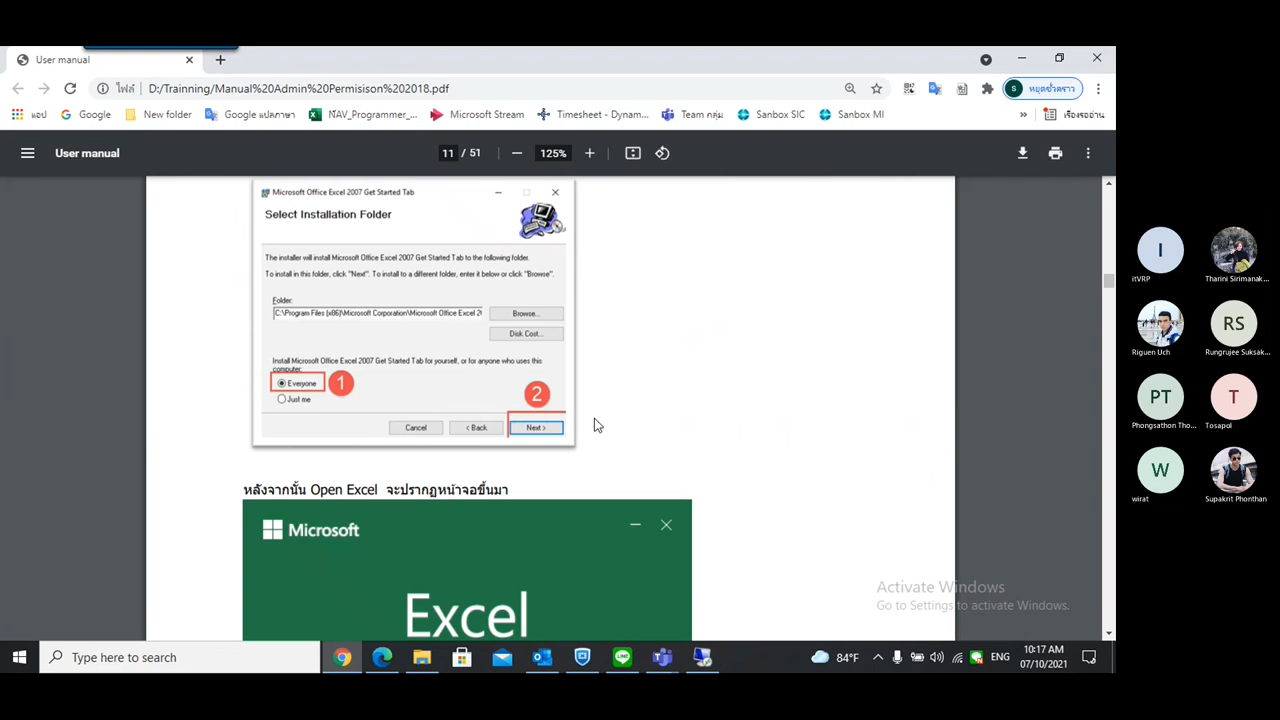 User manual
ไฟล์ D:/Trainning/Manual%20Admin%20Permisison%202018.pdf
S หยุดชั่วคราว
แอป Google New folder Google แปลภาษา NAV_Programmer_... Microsoft Stream Timesheet - Dynam... Team กลุ่ม Sanbox SIC Sanbox MI » เรื่องรออ่าน
User manual 11 / 51 125%
Microsoft Office Excel 2007 Get Started Tab
Select Installation Folder
The installer will install Microsoft Office Excel 2007 Get Started Tab to the following folder.
To install in this folder, click "Next". To install to a different folder, enter it below or click "Browse".
Folder:
C:\Program Files (x86)\Microsoft Corporation\Microsoft Office Excel 20
Browse...
Disk Cost...
Install Microsoft Office Excel 2007 Get Started Tab for yourself, or for anyone who uses this
computer:
Everyone 1
Just me
2
Cancel < Back Next >
หลังจากนั้น Open Excel จะปรากฏหน้าจอขึ้นมา
Microsoft
Excel
Activate Windows
Go to Settings to activate Windows.
Type here to search
84°F
ENG
10:17 AM
07/10/2021
I
itVRP
Tharini Sirimanak...
Riguen Uch
RS
Rungrujee Suksak...
PT
Phongsathon Tho...
T
Tosapol
W
wirat
Supakrit Phonthan